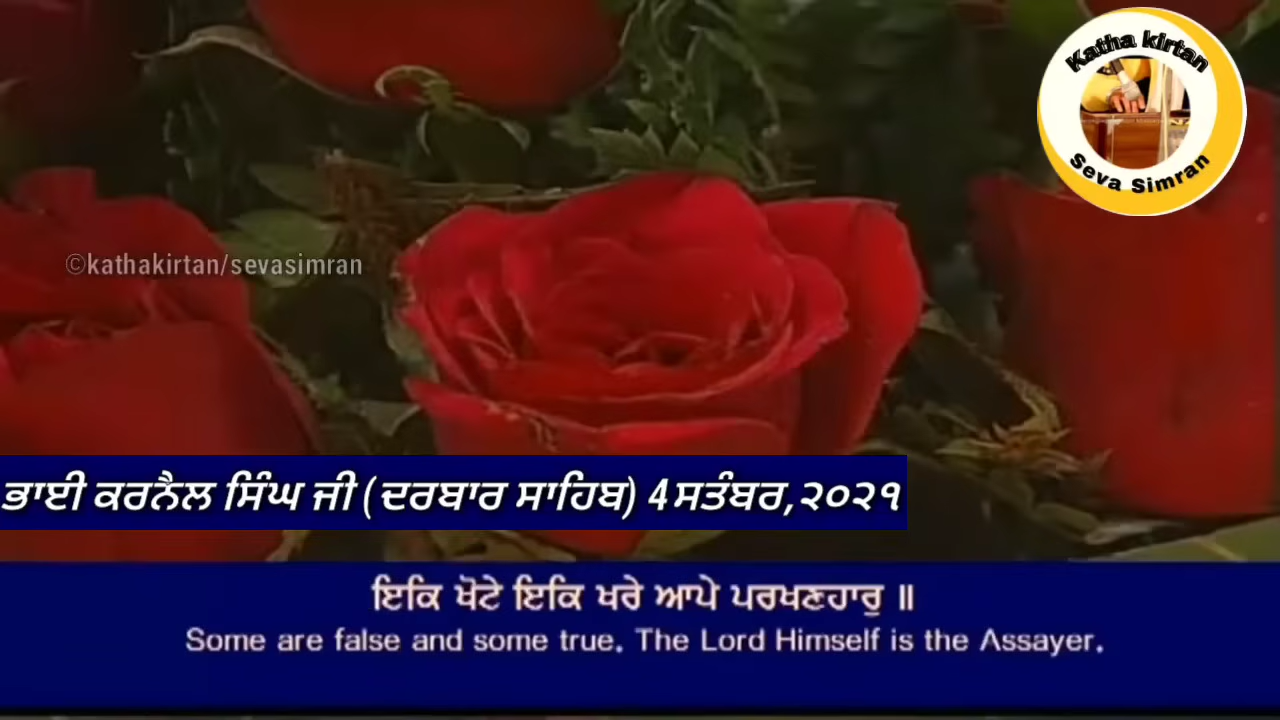 Katha kirtan
Seva Simran
©kathakirtan/sevasimran
ਭਾਈ ਕਰਨੈਲ ਸਿੰਘ ਜੀ (ਦਰਬਾਰ ਸਾਹਿਬ) 4 ਸਤੰਬਰ,੨੦੨੧
ਇਕਿ ਖੋਟੇ ਇਕਿ ਖਰੇ ਆਪੇ ਪਰਖਣਹਾਰੁ ॥
Some are false and some true. The Lord Himself is the Assayer.